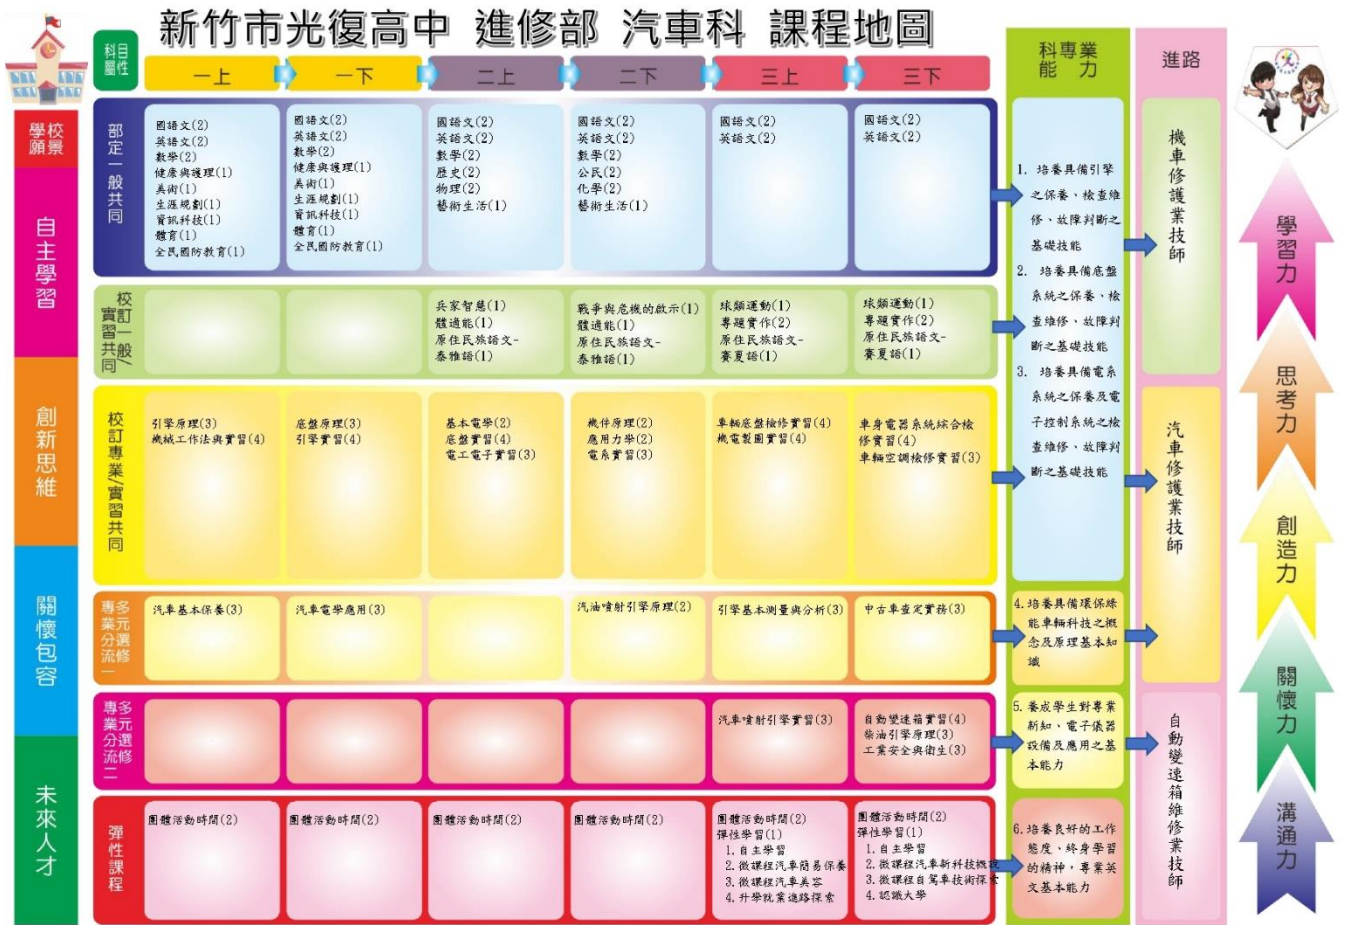 新竹市光復高中 進修部 汽車科 課程地圖
科目屬性
一上
一下
二上
二下
三上
三下
科專業能力
進路
學校願景
自主學習
創新思維
關懷包容
未來人才
部定一般共同
國語文(2)
英語文(2)
數學(2)
健康與護理(1)
美術(1)
生涯規劃(1)
資訊科技(1)
體育(1)
全民國防教育(1)
國語文(2)
英語文(2)
數學(2)
健康與護理(1)
美術(1)
生涯規劃(1)
資訊科技(1)
體育(1)
全民國防教育(1)
國語文(2)
英語文(2)
數學(2)
歷史(2)
物理(2)
藝術生活(1)
國語文(2)
英語文(2)
數學(2)
公民(2)
化學(2)
藝術生活(1)
國語文(2)
英語文(2)
國語文(2)
英語文(2)
校訂一般/實習共同
兵家智慧(1)
體適能(1)
原住民族語文-
泰雅語(1)
戰爭與危機的啟示(1)
體適能(1)
原住民族語文-
泰雅語(1)
球類運動(1)
專題實作(2)
原住民族語文-
賽夏語(1)
球類運動(1)
專題實作(2)
原住民族語文-
賽夏語(1)
校訂專業/實習共同
引擎原理(3)
機械工作法與實習(4)
底盤原理(3)
引擎實習(4)
基本電學(2)
底盤實習(4)
電工電子實習(3)
機件原理(2)
應用力學(2)
電系實習(3)
車輛底盤檢修實習(4)
機電製圖實習(4)
車身電器系統綜合檢
修實習(4)
車輛空調檢修實習(3)
多元選修專業分流一
汽車基本保養(3)
汽車電學應用(3)
汽油噴射引擎原理(2)
引擎基本測量與分析(3)
中古車查定實務(3)
多元選修專業分流二
汽車噴射引擎實習(3)
自動變速箱實習(4)
柴油引擎原理(3)
工業安全與衛生(3)
彈性課程
團體活動時間(2)
團體活動時間(2)
團體活動時間(2)
團體活動時間(2)
團體活動時間(2)
彈性學習(1)
1.自主學習
2.微課程汽車簡易保養
3.微課程汽車美容
4.升學就業進路探索
團體活動時間(2)
彈性學習(1)
1.自主學習
2.微課程汽車新科技概說
3.微課程自駕車技術探索
4.認識大學
1. 培養具備引擎
之保養、檢查維
修、故障判斷之
基礎技能
2. 培養具備底盤
系統之保養、檢
查維修、故障判
斷之基礎技能
3. 培養具備電系
系統之保養及電
子控制系統之檢
查維修、故障判
斷之基礎技能
4.培養具備環保綠
能車輛科技之概
念及原理基本知
識
5.養成學生對專業
新知、電子儀器
設備及應用之基
本能力
6.培養良好的工作
態度、終身學習
的精神，專業英
文基本能力
機車修護業技師
汽車修護業技師
自動變速箱維修業技師
學習力
思考力
創造力
關懷力
溝通力